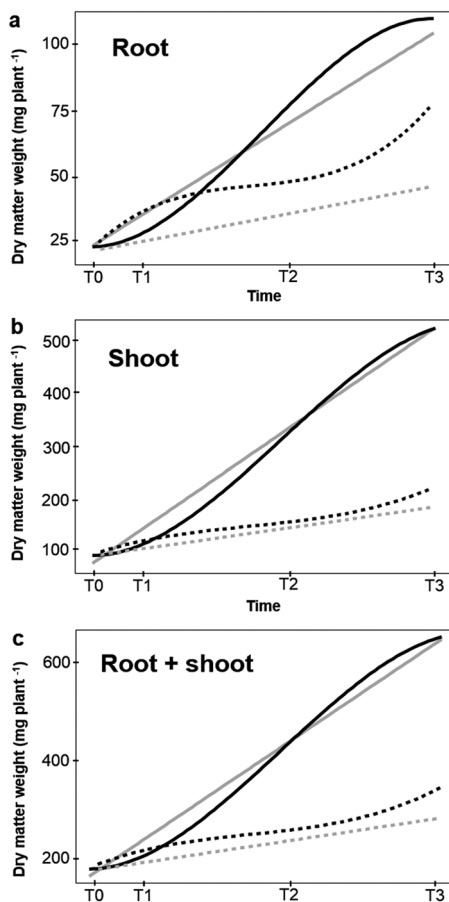 a
Root
Dry matter weight (mg plant -1)
100
75
50
25
T0 T1 T2 T3
Time
b
Shoot
Dry matter weight (mg plant -1)
500
400
300
200
100
T0 T1 T2 T3
Time
c
Root + shoot
Dry matter weight (mg plant -1)
600
400
200
T0 T1 T2 T3